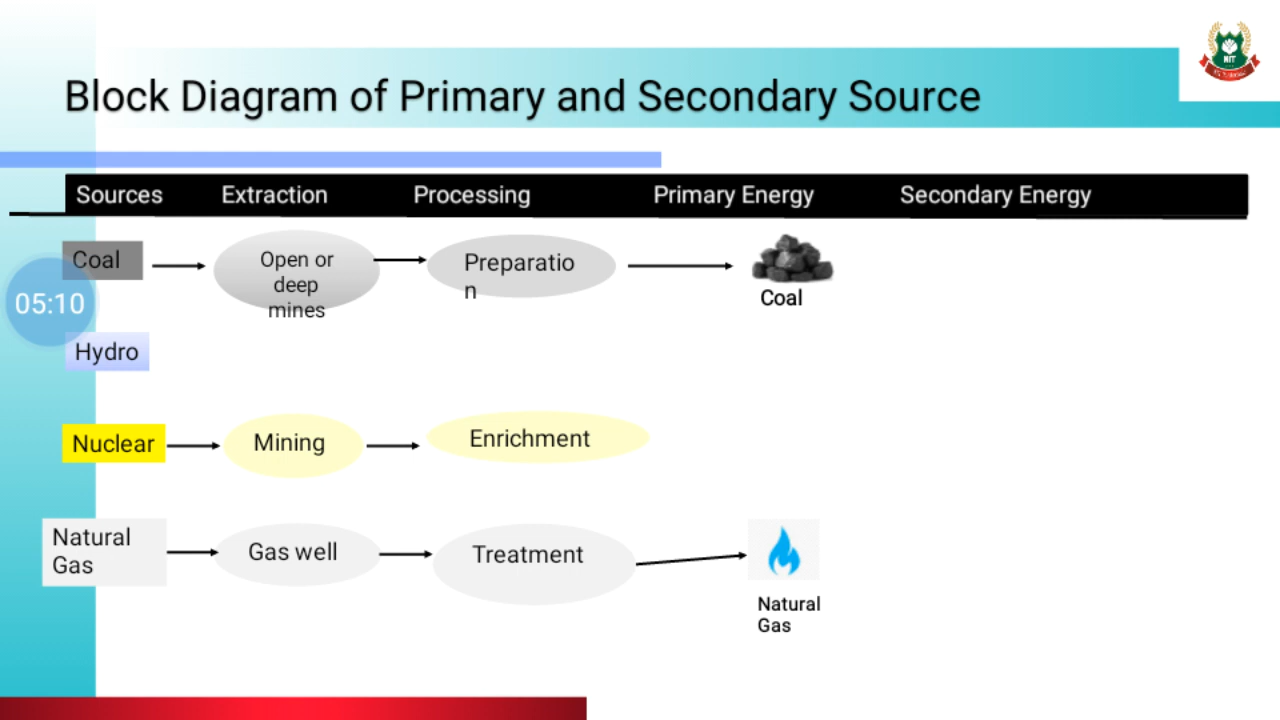 NIT
Block Diagram of Primary and Secondary Source
Sources Extraction Processing Primary Energy Secondary Energy
Coal
Open or
deep
mines
Preparatio
n
Coal
05:10
Hydro
Nuclear
Mining
Enrichment
Natural
Gas
Gas well
Treatment
Natural
Gas